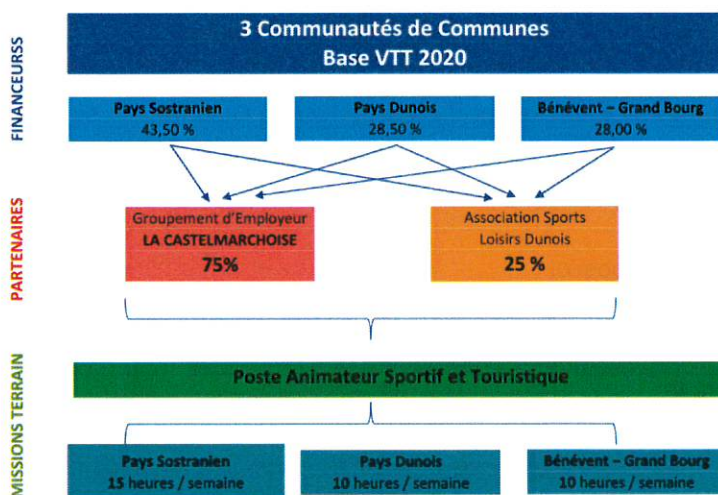 3 Communautés de Communes
Base VTT 2020
FINANCEURSS
Pays Sostranien
43,50 %
Pays Dunois
28,50 %
Bénévent – Grand Bourg
28,00 %
PARTENAIRES
Groupement d'Employeur
LA CASTELMARCHOISE
75%
Association Sports
Loisirs Dunois
25 %
MISSIONS TERRAIN
Poste Animateur Sportif et Touristique
Pays Sostranien
15 heures / semaine
Pays Dunois
10 heures / semaine
Bénévent – Grand Bourg
10 heures / semaine